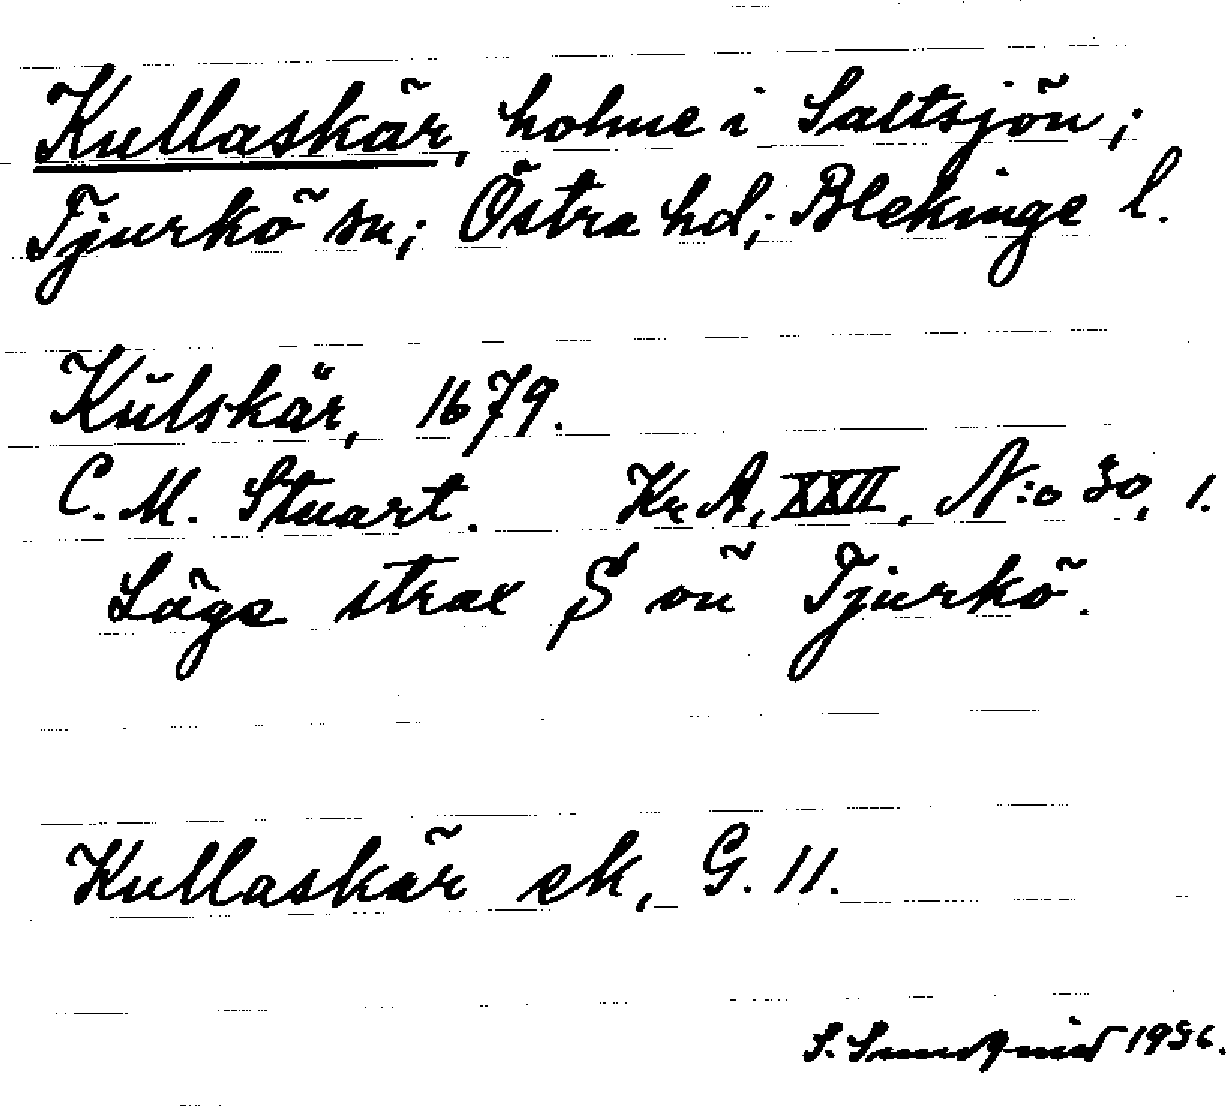 Kullaskär, holme i Saltsjön;
Tjurkö sn; Östra hd; Blekinge l.
Kŭlskär, 1679.
C. M. Stuart. Kr. A, XXII, N:o 30, 1.
Läge strax S om Tjurkö.
Kullaskär ek, G. 11.
S. 1956.